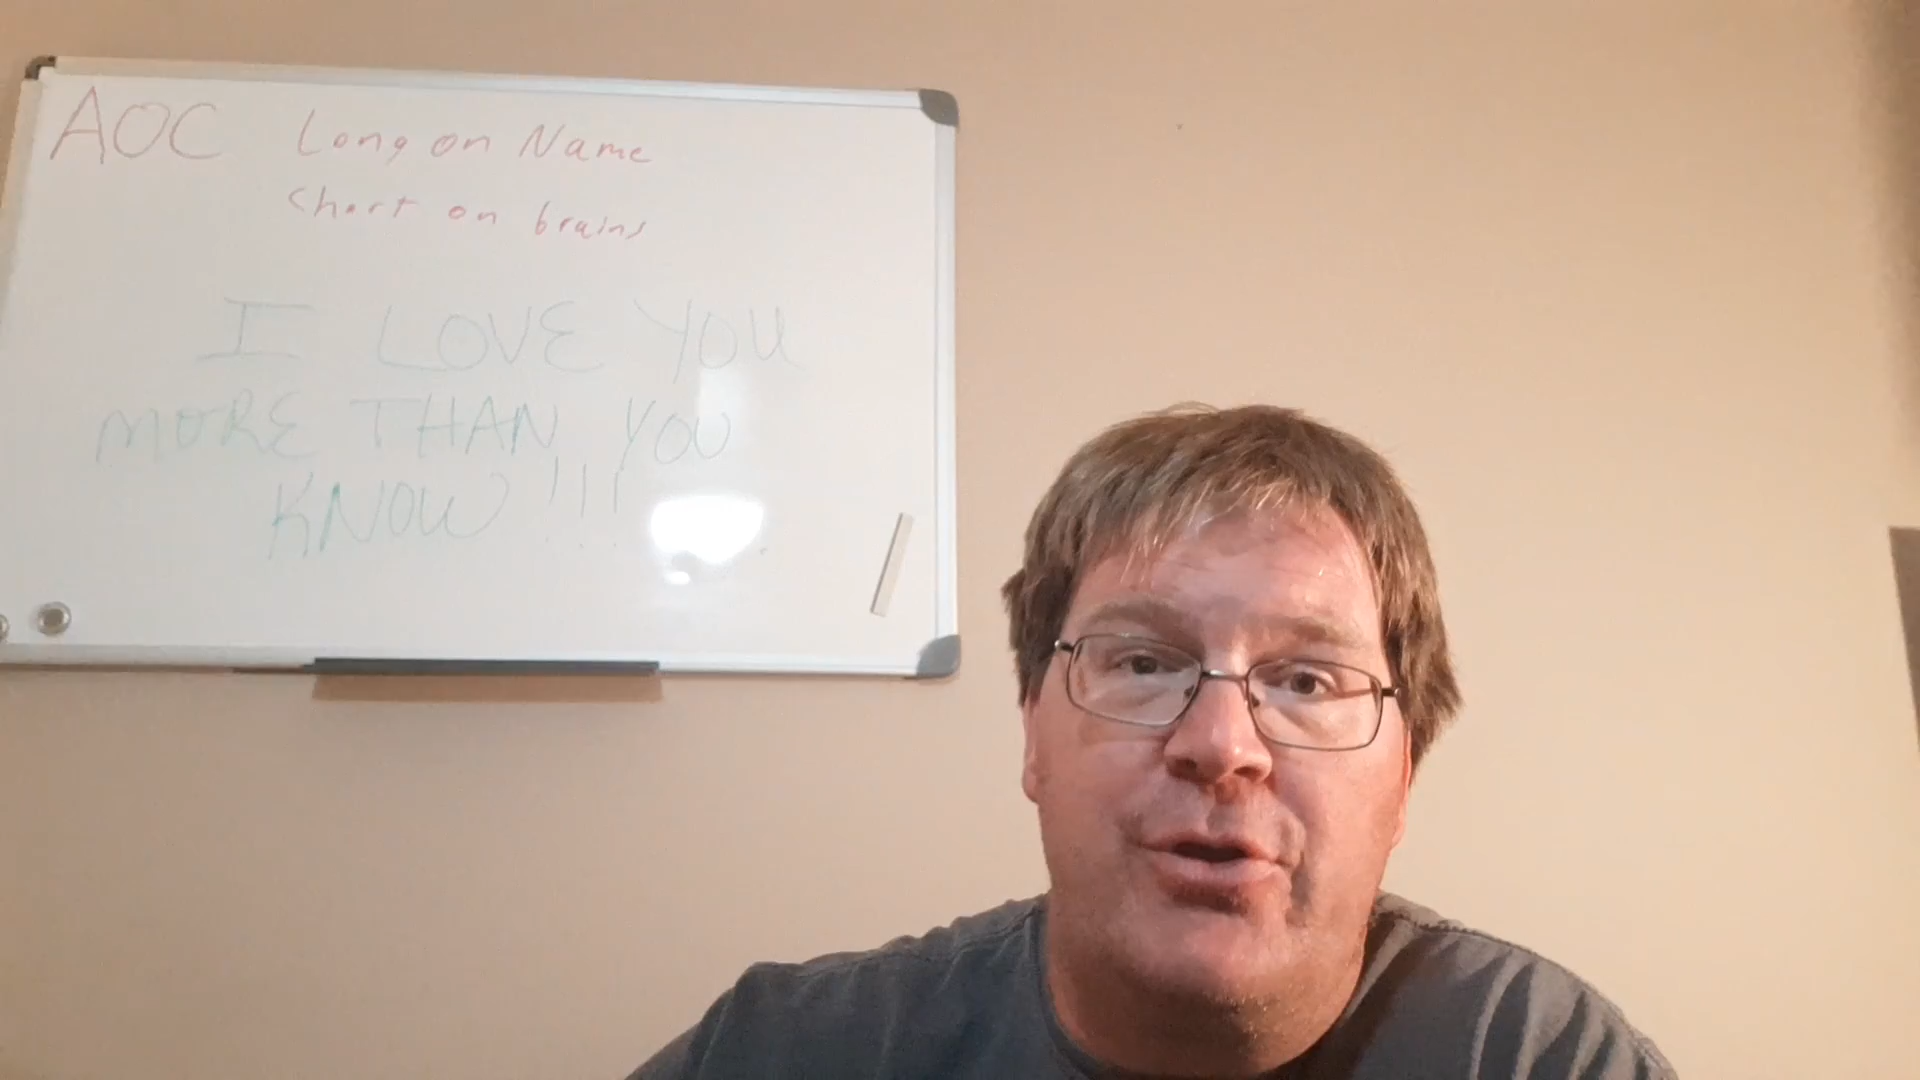 AOC Long on Name
Short on brains
I LOVE YOU
MORE THAN YOU
KNOW!!!